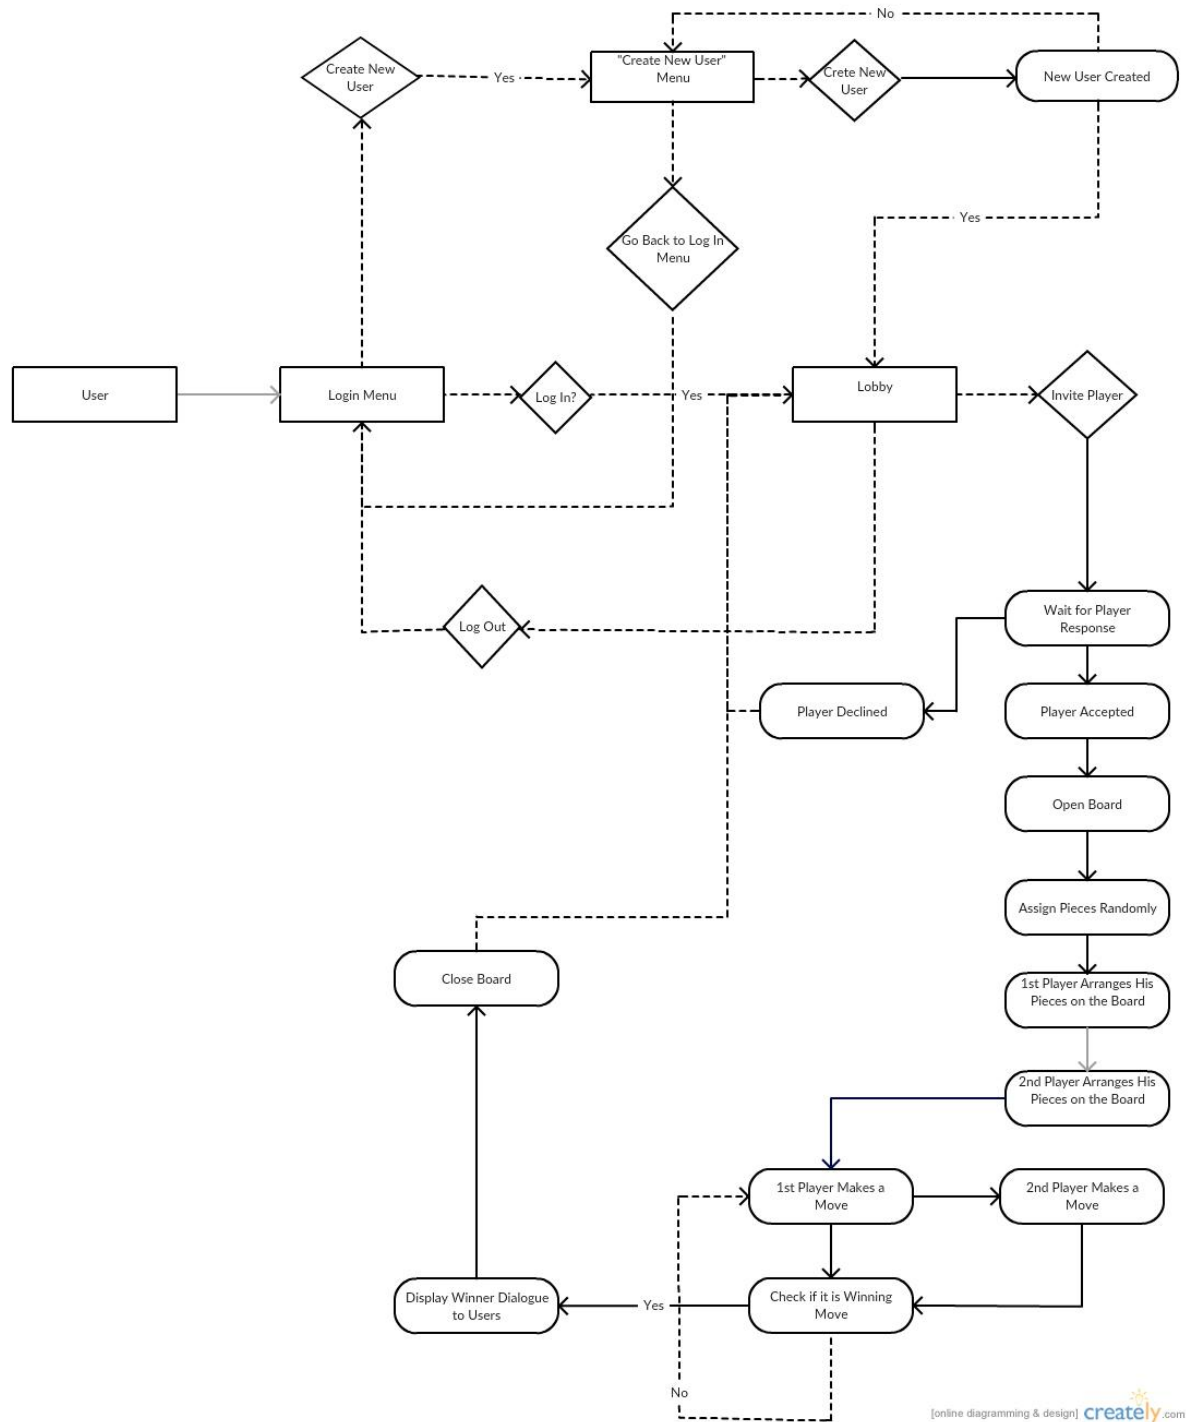 No
Create New
User
Yes
"Create New User"
Menu
Crete New
User
New User Created
Go Back to Log In
Menu
Yes
User
Login Menu
Log In?
Yes
Lobby
Invite Player
Log Out
Wait for Player
Response
Player Declined
Player Accepted
Open Board
Assign Pieces Randomly
Close Board
1st Player Arranges His
Pieces on the Board
2nd Player Arranges His
Pieces on the Board
1st Player Makes a
Move
2nd Player Makes a
Move
Display Winner Dialogue
to Users
Yes
Check if it is Winning
Move
No
[online diagramming & design] creately.com